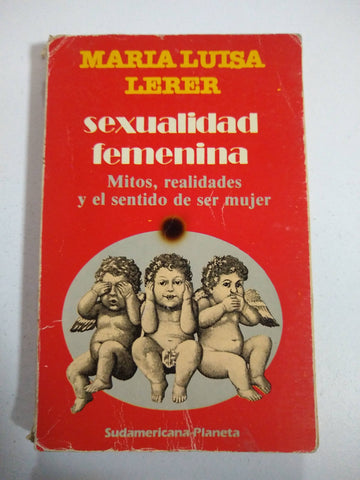 MARIA LUISA
LERER
sexualidad
femenina
Mitos, realidades
y el sentido de ser mujer
Sudamericana-Planeta